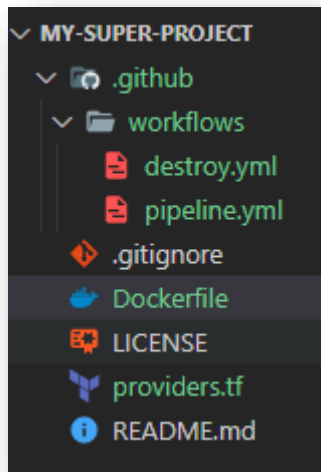 MY-SUPER-PROJECT
.github
workflows
destroy.yml
pipeline.yml
.gitignore
Dockerfile
LICENSE
providers.tf
README.md